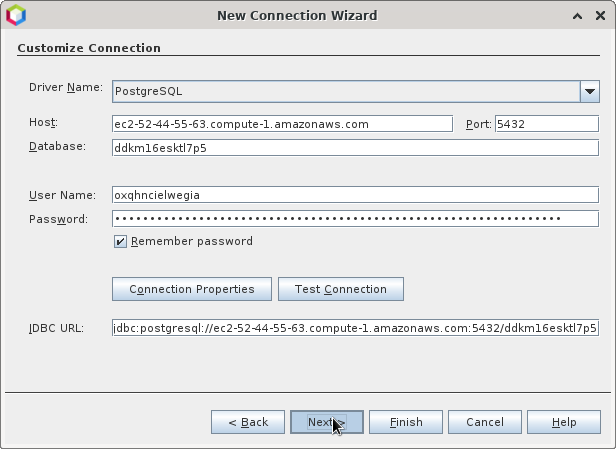 New Connection Wizard
Customize Connection
Driver Name: PostgreSQL
Host: ec2-52-44-55-63.compute-1.amazonaws.com Port: 5432
Database: ddkm16esktl7p5
User Name: oxqhncielwegia
Password: ••••••••••••••••••••••••••••••••••••••••••••••••••••••••••••••••
Remember password
Connection Properties Test Connection
JDBC URL: jdbc:postgresql://ec2-52-44-55-63.compute-1.amazonaws.com:5432/ddkm16esktl7p5
< Back Next > Finish Cancel Help